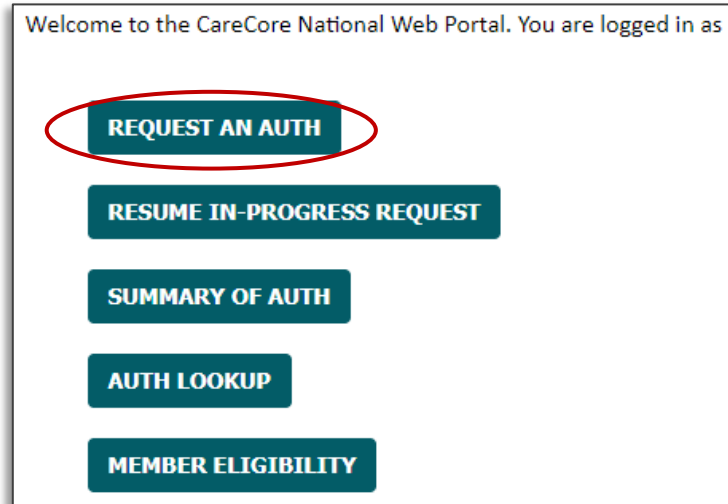 Welcome to the CareCore National Web Portal. You are logged in as
REQUEST AN AUTH
RESUME IN-PROGRESS REQUEST
SUMMARY OF AUTH
AUTH LOOKUP
MEMBER ELIGIBILITY